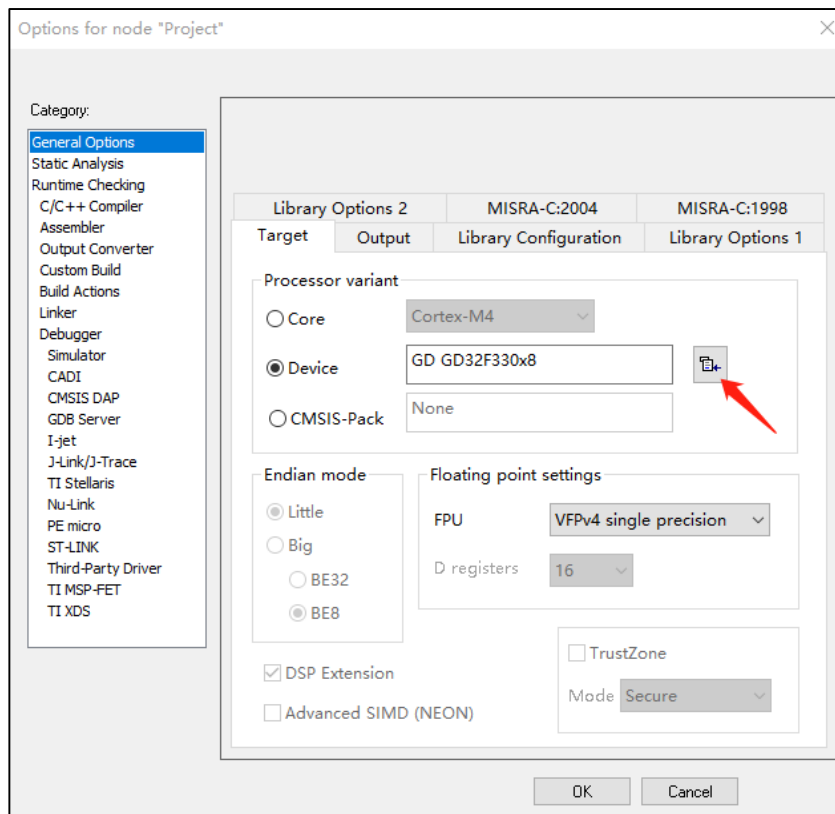 Options for node "Project"
Category:
General Options
Static Analysis
Runtime Checking
C/C++ Compiler
Assembler
Output Converter
Custom Build
Build Actions
Linker
Debugger
Simulator
CADI
CMSIS DAP
GDB Server
I-jet
J-Link/J-Trace
TI Stellaris
Nu-Link
PE micro
ST-LINK
Third-Party Driver
TI MSP-FET
TI XDS
Library Options 2 MISRA-C:2004 MISRA-C:1998
Target Output Library Configuration Library Options 1
Processor variant
Core Cortex-M4
Device GD GD32F330x8
CMSIS-Pack None
Endian mode
Little
Big
BE32
BE8
Floating point settings
FPU VFPv4 single precision
D registers 16
DSP Extension
Advanced SIMD (NEON)
TrustZone
Mode Secure
OK Cancel